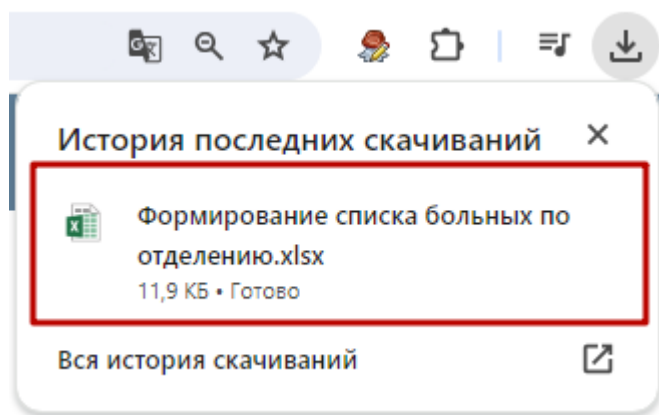 История последних скачиваний
Формирование списка больных по
отделению.xlsx
11,9 КБ • Готово
Вся история скачиваний